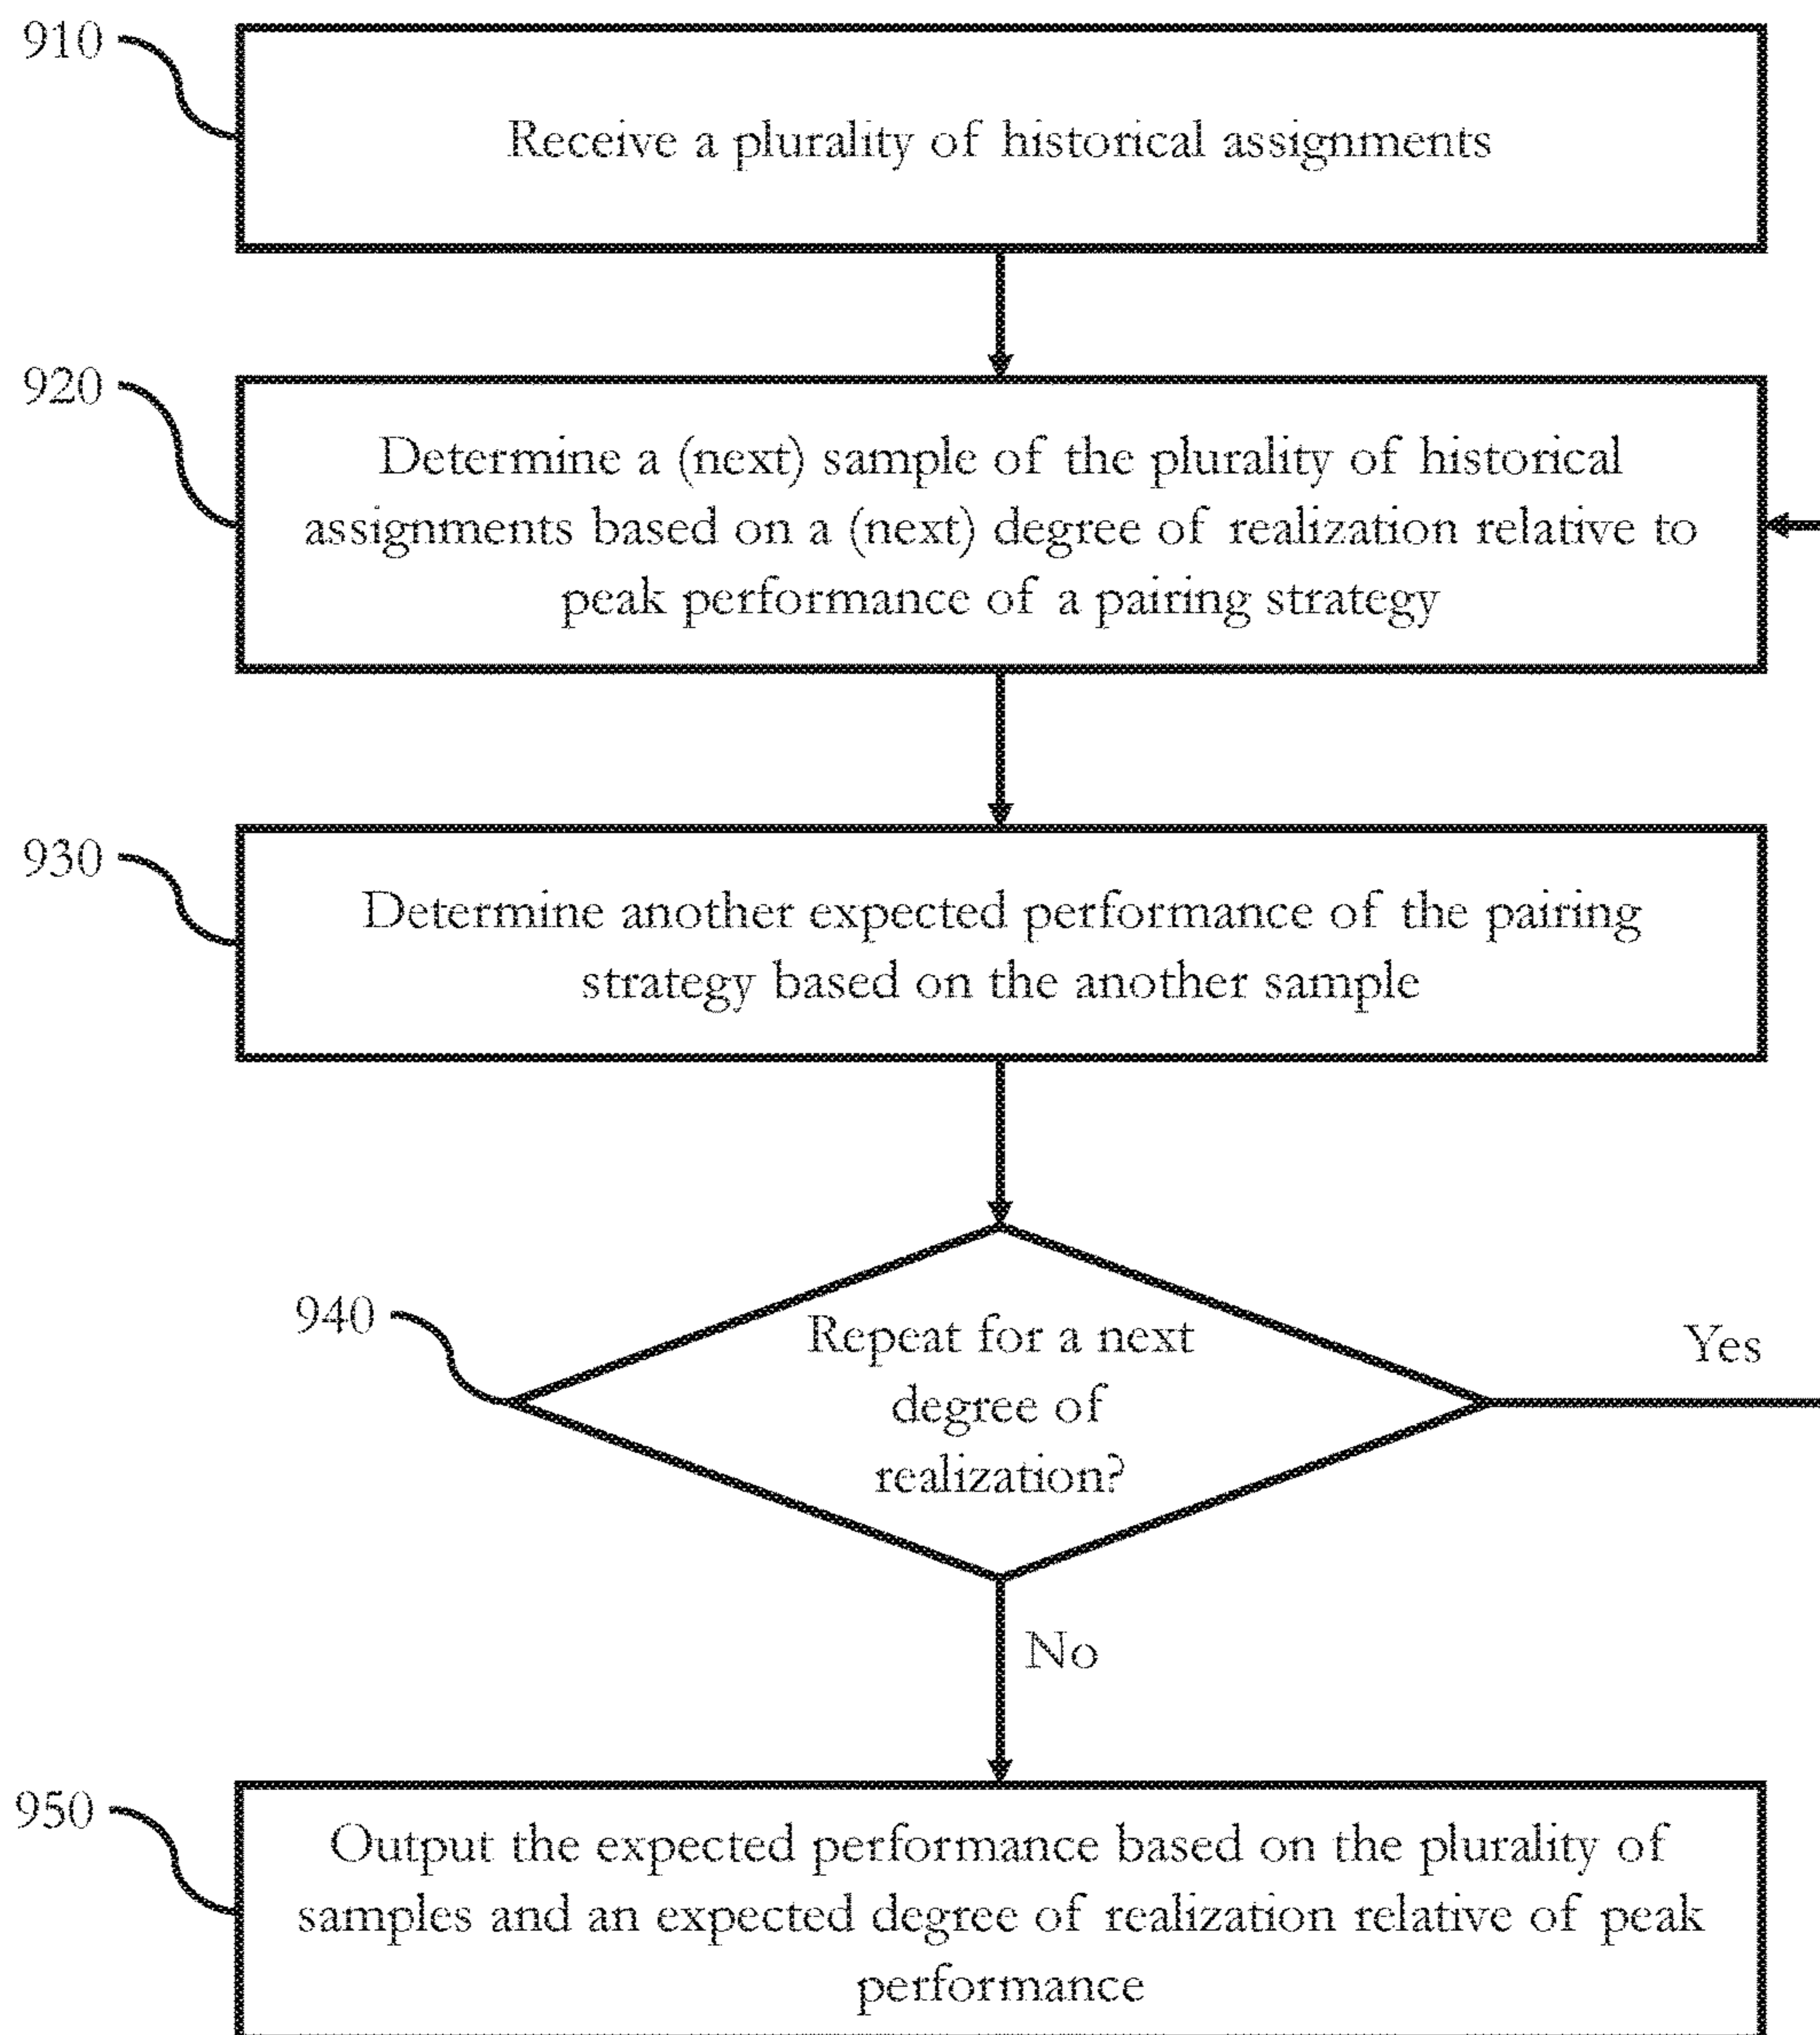 910
Receive a plurality of historical assignments
920
Determine a (next) sample of the plurality of historical
assignments based on a (next) degree of realization relative to
peak performance of a pairing strategy
930
Determine another expected performance of the pairing
strategy based on the another sample
940
Repeat for a next
degree of
realization?
Yes
No
950
Output the expected performance based on the plurality of
samples and an expected degree of realization relative of peak
performance